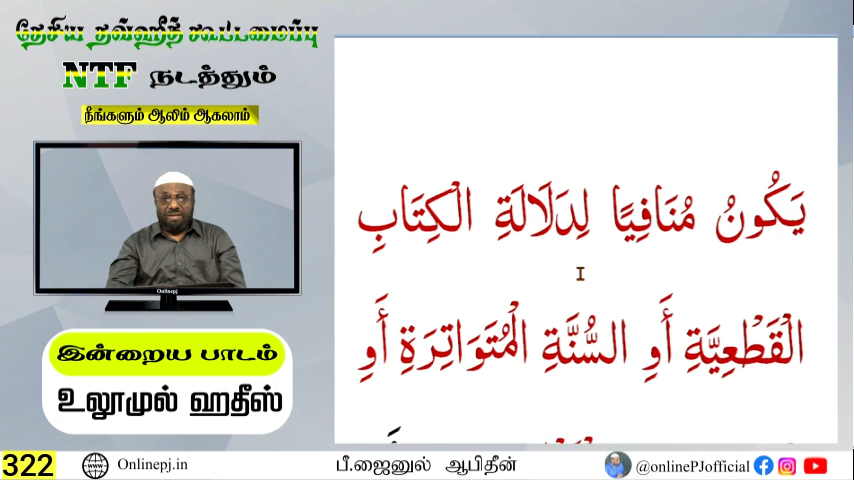 தேசிய தவ்ஹீத் கூட்டமைப்பு
NTF நடத்தும்
நீங்களும் ஆலிம் ஆகலாம்
Onlinepj
இன்றைய பாடம்
உலூமுல் ஹதீஸ்
يَكُونُ مُنَافِيًا لِدَلَالَةِ الْكِتَابِ
الْقَطْعِيَّةِ أَوِ السُّنَّةِ الْمُتَوَاتِرَةِ أَوِ
322
Onlinepj.in
பீ.ஜைனுல் ஆபிதீன்
@onlinePJofficial